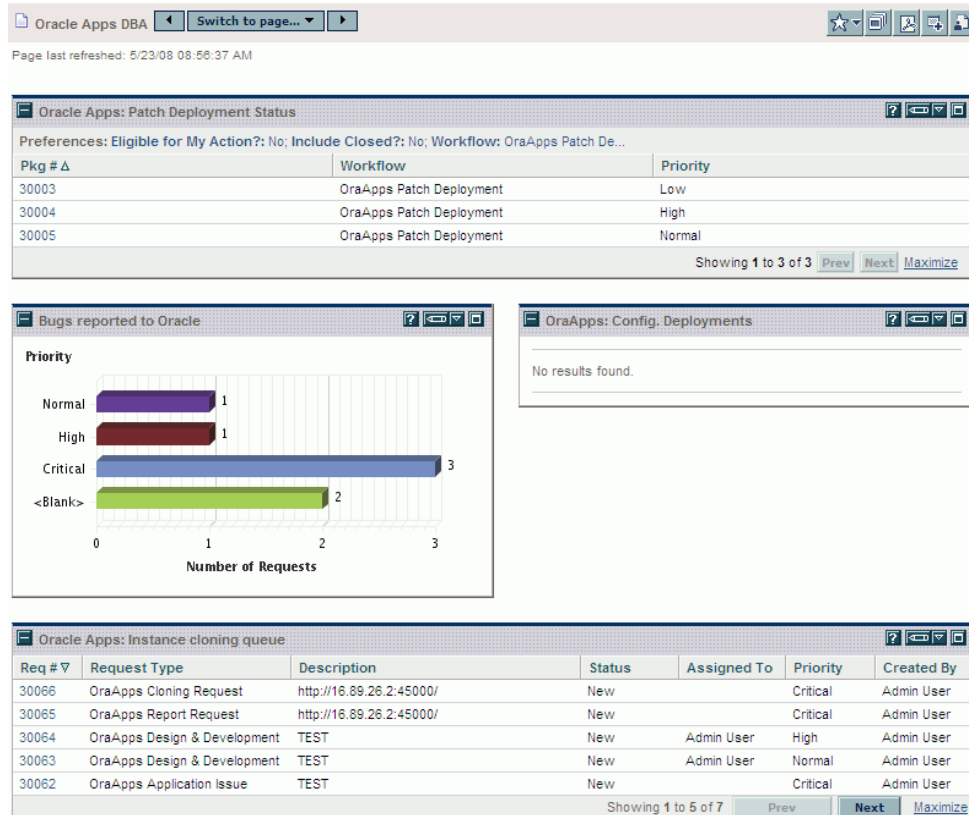 Oracle Apps DBA Switch to page...
Page last refreshed: 5/23/08 08:56:37 AM
Oracle Apps: Patch Deployment Status ?
Preferences: Eligible for My Action?: No; Include Closed?: No; Workflow: OraApps Patch De...
Pkg # Workflow Priority
30003 OraApps Patch Deployment Low
30004 OraApps Patch Deployment High
30005 OraApps Patch Deployment Normal
Showing 1 to 3 of 3 Prev Next Maximize
Bugs reported to Oracle ?
Priority
Normal 1
High 1
Critical 3
<Blank> 2
0 1 2 3
Number of Requests
OraApps: Config. Deployments ?
No results found.
Oracle Apps: Instance cloning queue ?
Req # Request Type Description Status Assigned To Priority Created By
30066 OraApps Cloning Request http://16.89.26.2:45000/ New Critical Admin User
30065 OraApps Report Request http://16.89.26.2:45000/ New Critical Admin User
30064 OraApps Design & Development TEST New Admin User High Admin User
30063 OraApps Design & Development TEST New Admin User Normal Admin User
30062 OraApps Application Issue TEST New Critical Admin User
Showing 1 to 5 of 7 Prev Next Maximize